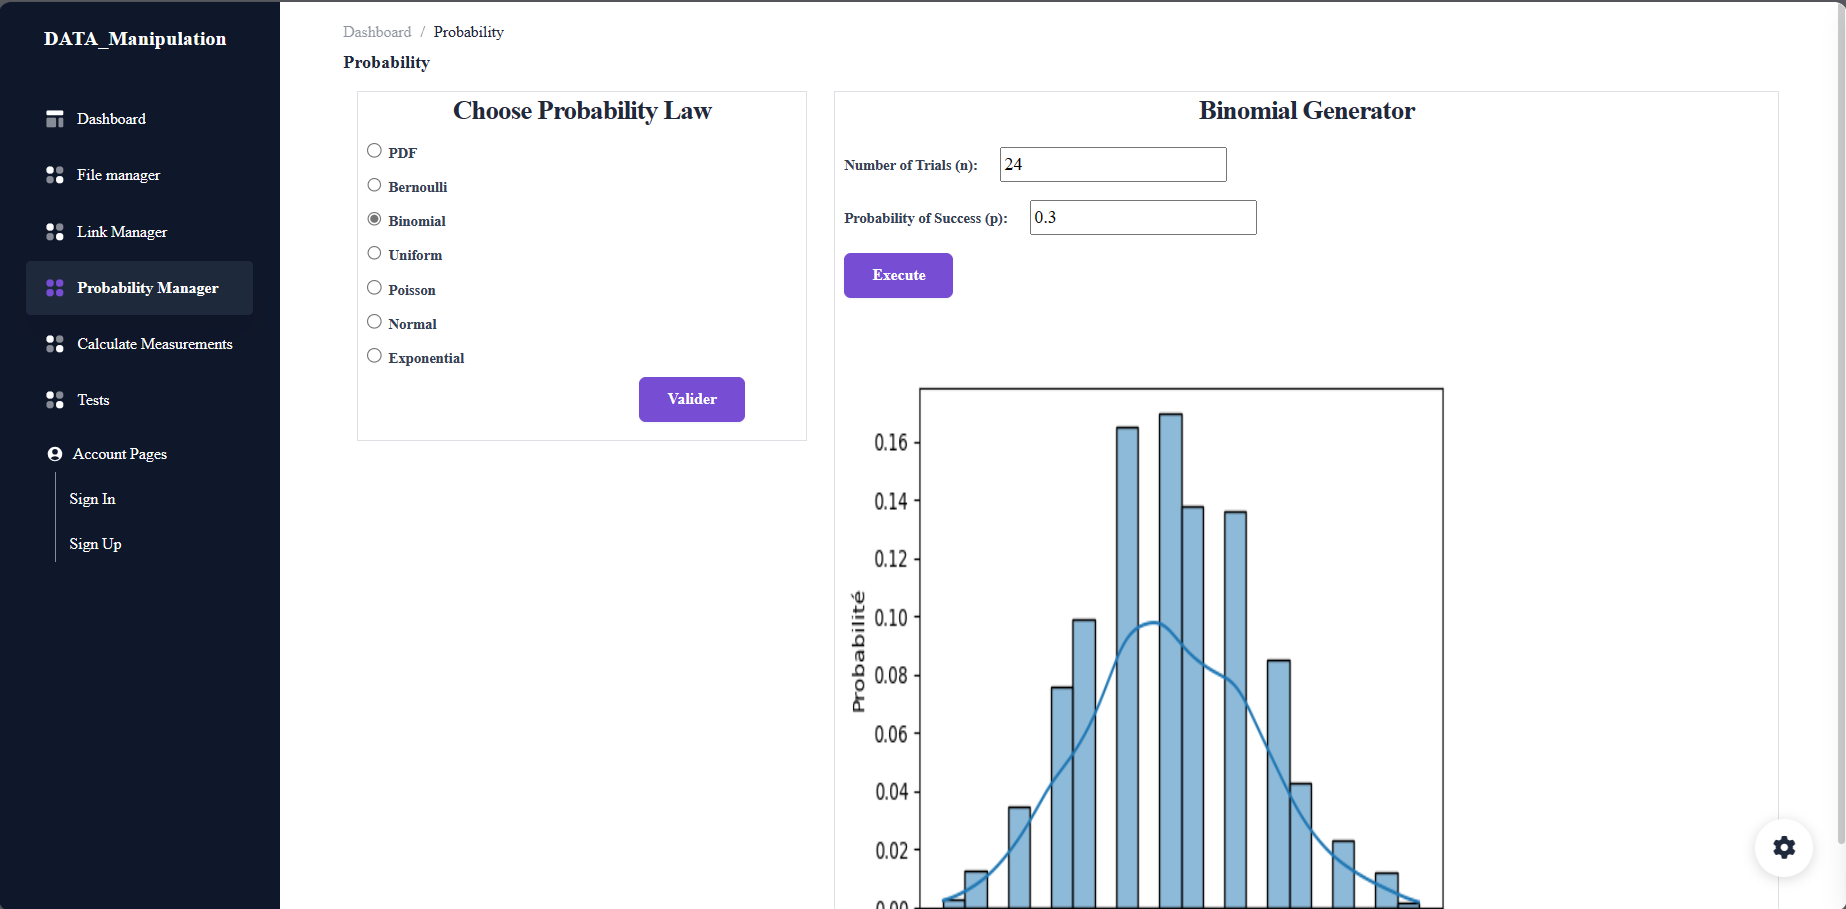 DATA_Manipulation
Dashboard
File manager
Link Manager
Probability Manager
Calculate Measurements
Tests
Account Pages
Sign In
Sign Up
Dashboard / Probability
Probability
Choose Probability Law
PDF
Bernoulli
Binomial
Uniform
Poisson
Normal
Exponential
Valider
Binomial Generator
Number of Trials (n): 24
Probability of Success (p): 0.3
Execute
Probabilité
0.16
0.14
0.12
0.10
0.08
0.06
0.04
0.02
0.00